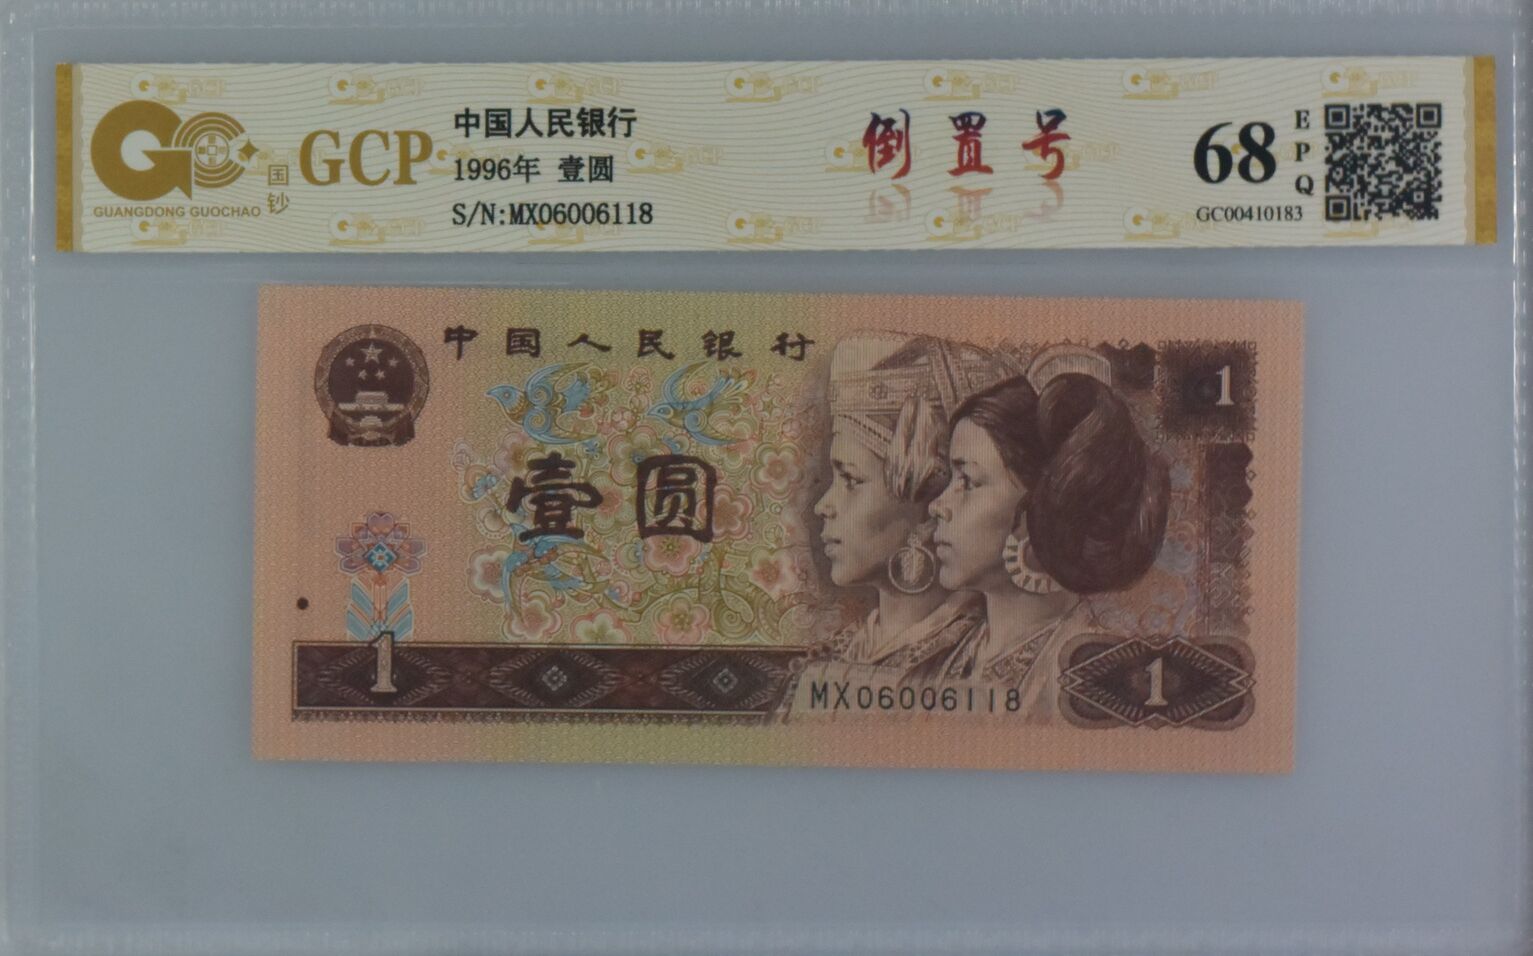 GUANGDONG GUOCHAO
国钞
GCP
中国人民银行
1996年 壹圆
S/N:MX06006118
倒置号
68
EPQ
GC00410183
中国人民银行
1
壹圆
1
MX06006118
1